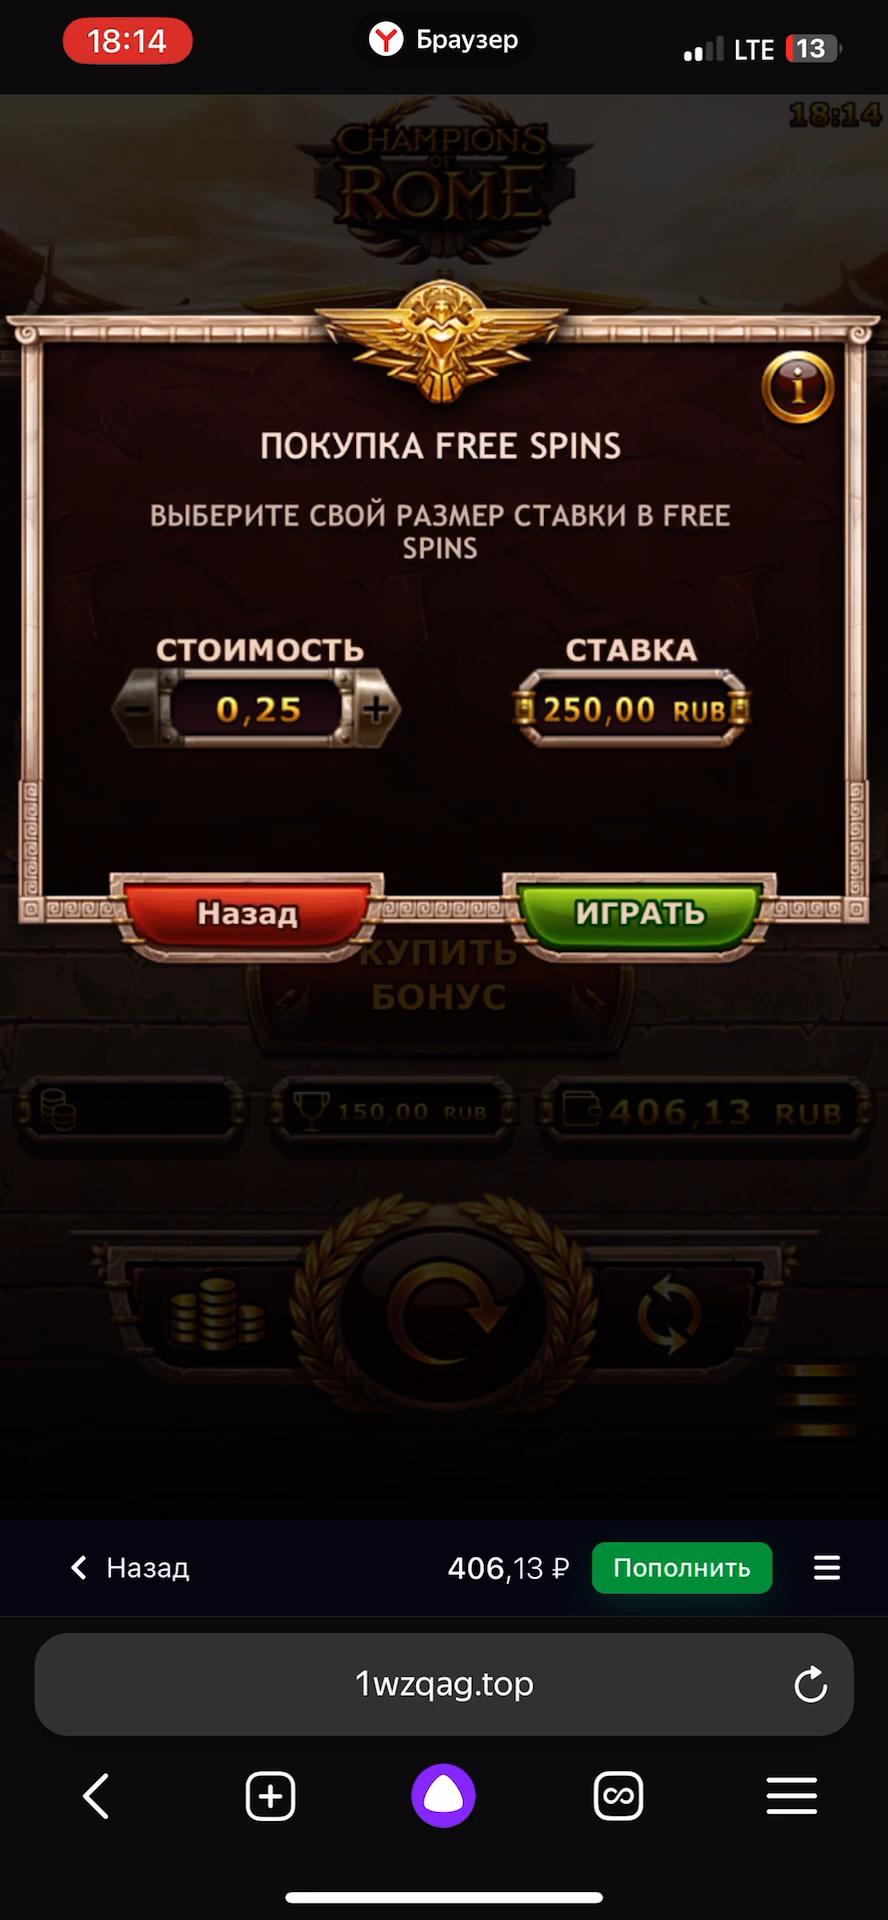 18:14
Браузер
LTE
13
18:14
CHAMPIONS
OF
ROME
i
ПОКУПКА FREE SPINS
ВЫБЕРИТЕ СВОЙ РАЗМЕР СТАВКИ В FREE
SPINS
СТОИМОСТЬ
СТАВКА
0,25
250,00 RUB
Назад
ИГРАТЬ
КУПИТЬ
БОНУС
150,00 RUB
406,13 RUB
Назад
406,13 ₽
Пополнить
1wzqag.top